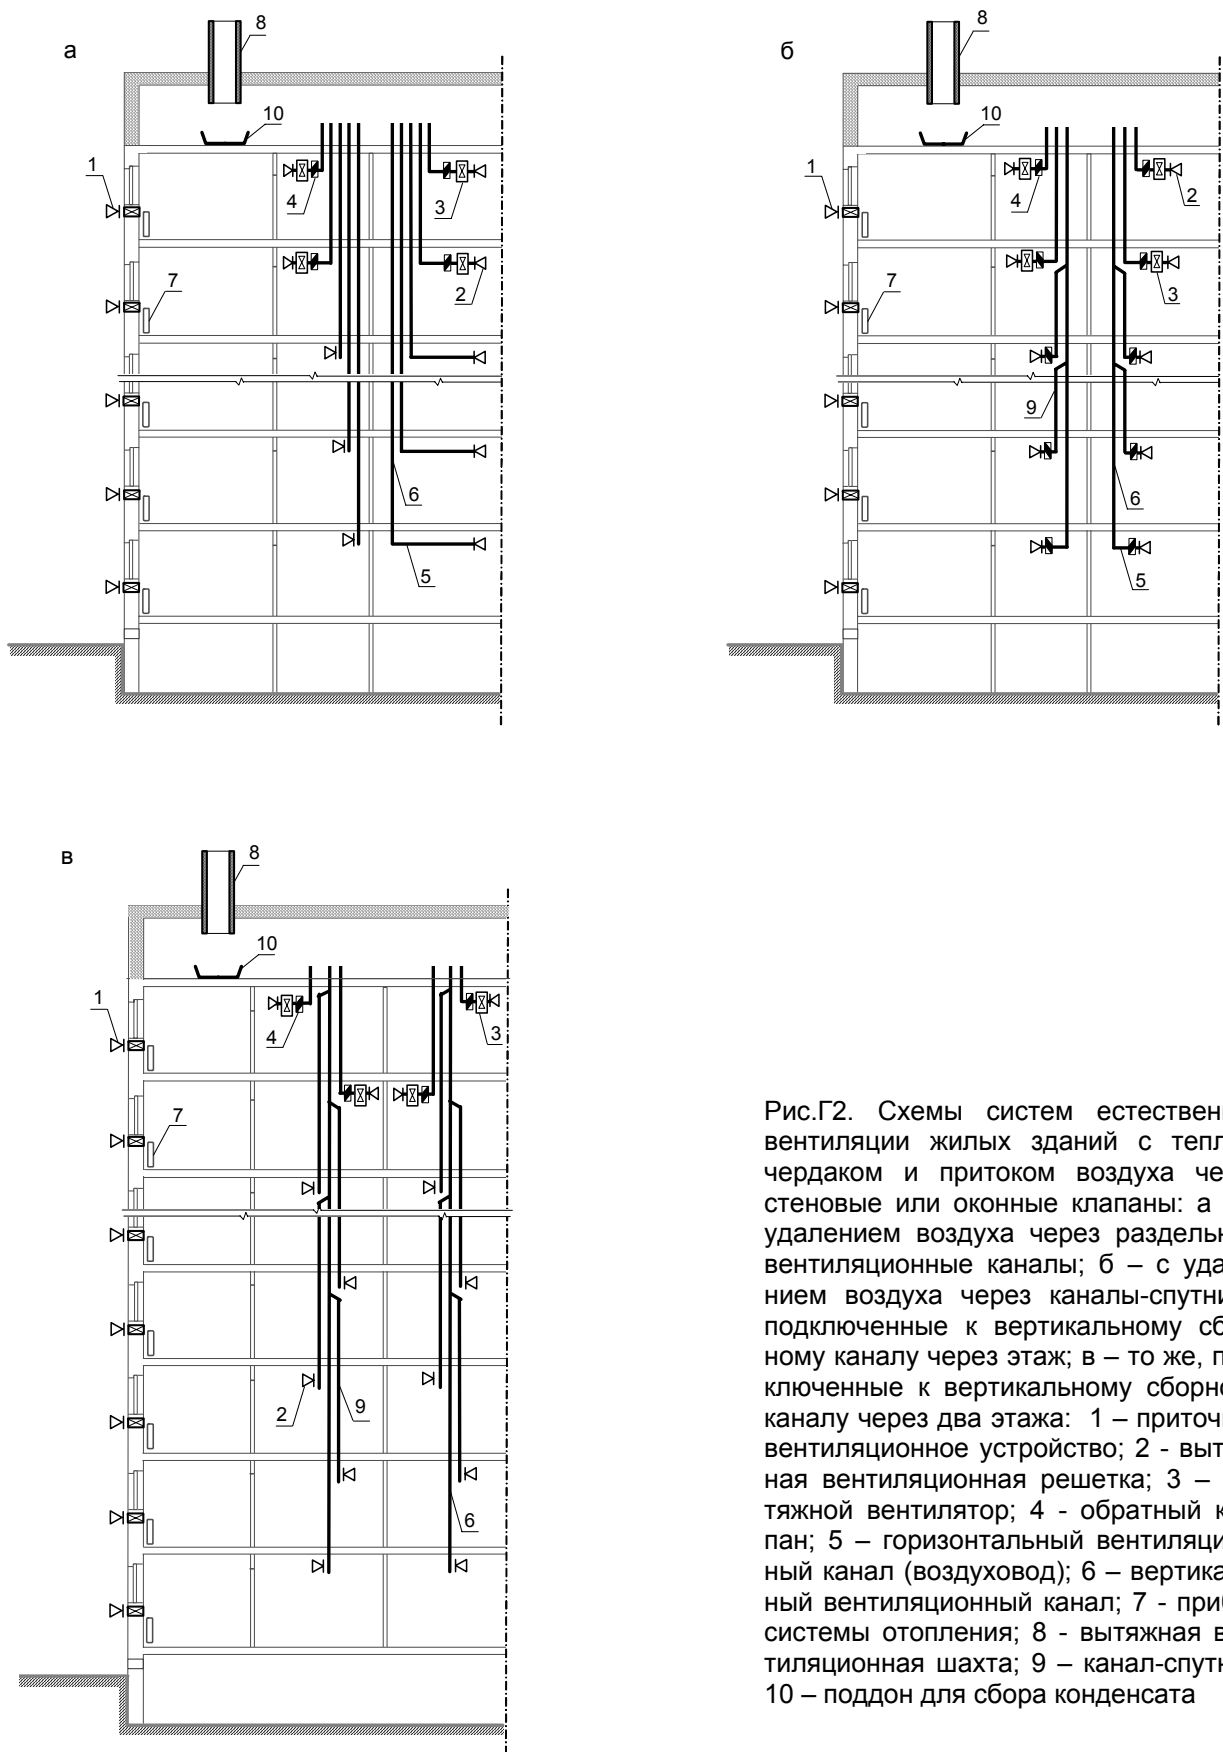 а
8
10
1
4
3
7
2
6
5
б
8
10
1
4
2
7
3
9
6
5
в
8
10
1
4
3
7
2
9
6
Рис.Г2. Схемы систем естествен
вентиляции жилых зданий с тепл
чердаком и притоком воздуха че
стеновые или оконные клапаны: а
удалением воздуха через раздельн
вентиляционные каналы; б – с уда
нием воздуха через каналы-спутни
подключенные к вертикальному сб
ному каналу через этаж; в – то же, п
ключенные к вертикальному сборно
каналу через два этажа: 1 – приточн
вентиляционное устройство; 2 - выт
ная вентиляционная решетка; 3 –
тяжной вентилятор; 4 - обратный к
пан; 5 – горизонтальный вентиляци
ный канал (воздуховод); 6 – вертика
ный вентиляционный канал; 7 - приб
системы отопления; 8 - вытяжная в
тиляционная шахта; 9 – канал-спутн
10 – поддон для сбора конденсата